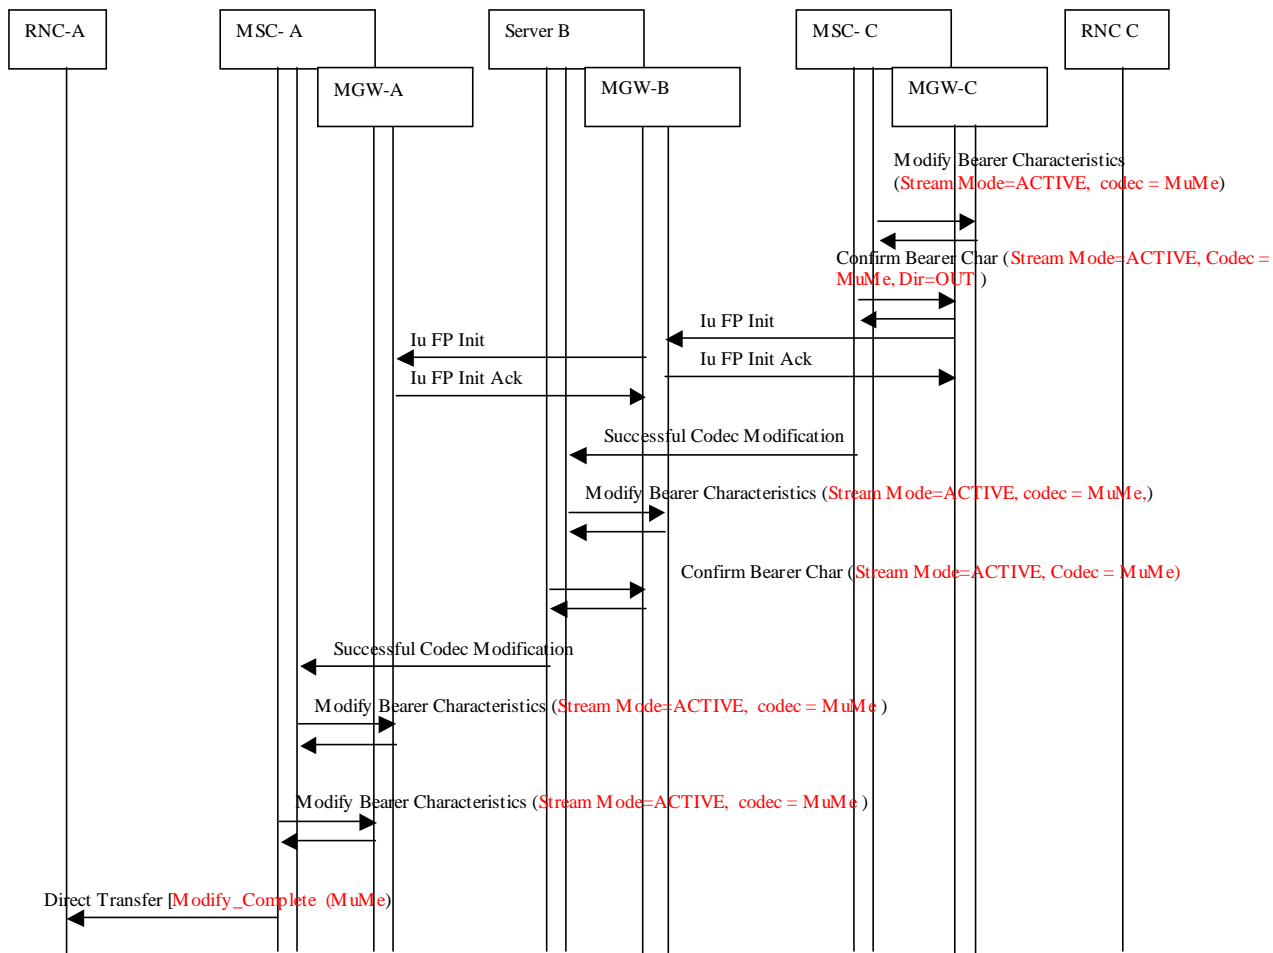 RNC-A
MSC- A
Server B
MSC- C
RNC C
MGW-A
MGW-B
MGW-C
Modify Bearer Characteristics
(Stream Mode=ACTIVE, codec = MuMe)
Confirm Bearer Char (Stream Mode=ACTIVE, Codec =
MuMe, Dir=OUT )
Iu FP Init
Iu FP Init
Iu FP Init Ack
Iu FP Init Ack
Successful Codec Modification
Modify Bearer Characteristics (Stream Mode=ACTIVE, codec = MuMe,)
Confirm Bearer Char (Stream Mode=ACTIVE, Codec = MuMe)
Successful Codec Modification
Modify Bearer Characteristics (Stream Mode=ACTIVE, codec = MuMe )
Modify Bearer Characteristics (Stream Mode=ACTIVE, codec = MuMe )
Direct Transfer [Modify_Complete (MuMe)